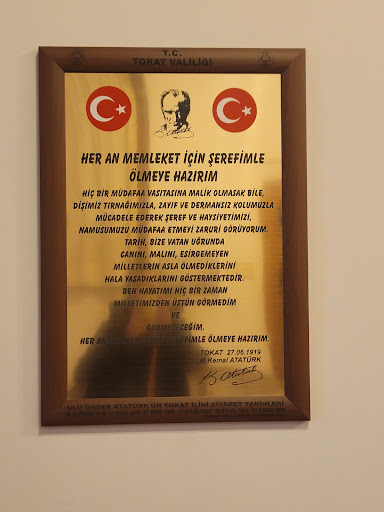 T.C.
TOKAT VALİLİĞİ
K. Atatürk
HER AN MEMLEKET İÇİN ŞEREFİMLE
ÖLMEYE HAZIRIM
HİÇ BİR MÜDAFAA VASITASINA MALİK OLMASAK BİLE,
DİŞİMİZ TIRNAĞIMIZLA, ZAYIF VE DERMANSIZ KOLUMUZLA
MÜCADELE EDEREK ŞEREF VE HAYSİYETİMİZİ,
NAMUSUMUZU MÜDAFAA ETMEYİ ZARURİ GÖRÜYORUM.
TARİH, BİZE VATAN UĞRUNDA
CANINI, MALINI, ESİRGEMEYEN
MİLLETLERİN ASLA ÖLMEDİKLERİNİ
HALA YAŞADIKLARINI GÖSTERMEKTEDİR.
BEN HAYATIMI HİÇ BİR ZAMAN
MİLLETİMİZDEN ÜSTÜN GÖRMEDİM
VE
GÖRMEYECEĞİM.
HER AN ŞEREFİMLE ÖLMEYE HAZIRIM.
TOKAT 27.06.1919
M.Kemal ATATÜRK
K. Atatürk
ULU ÖNDER ATATÜRK'ÜN TOKAT İLİNİ ZİYARET TARİHLERİ